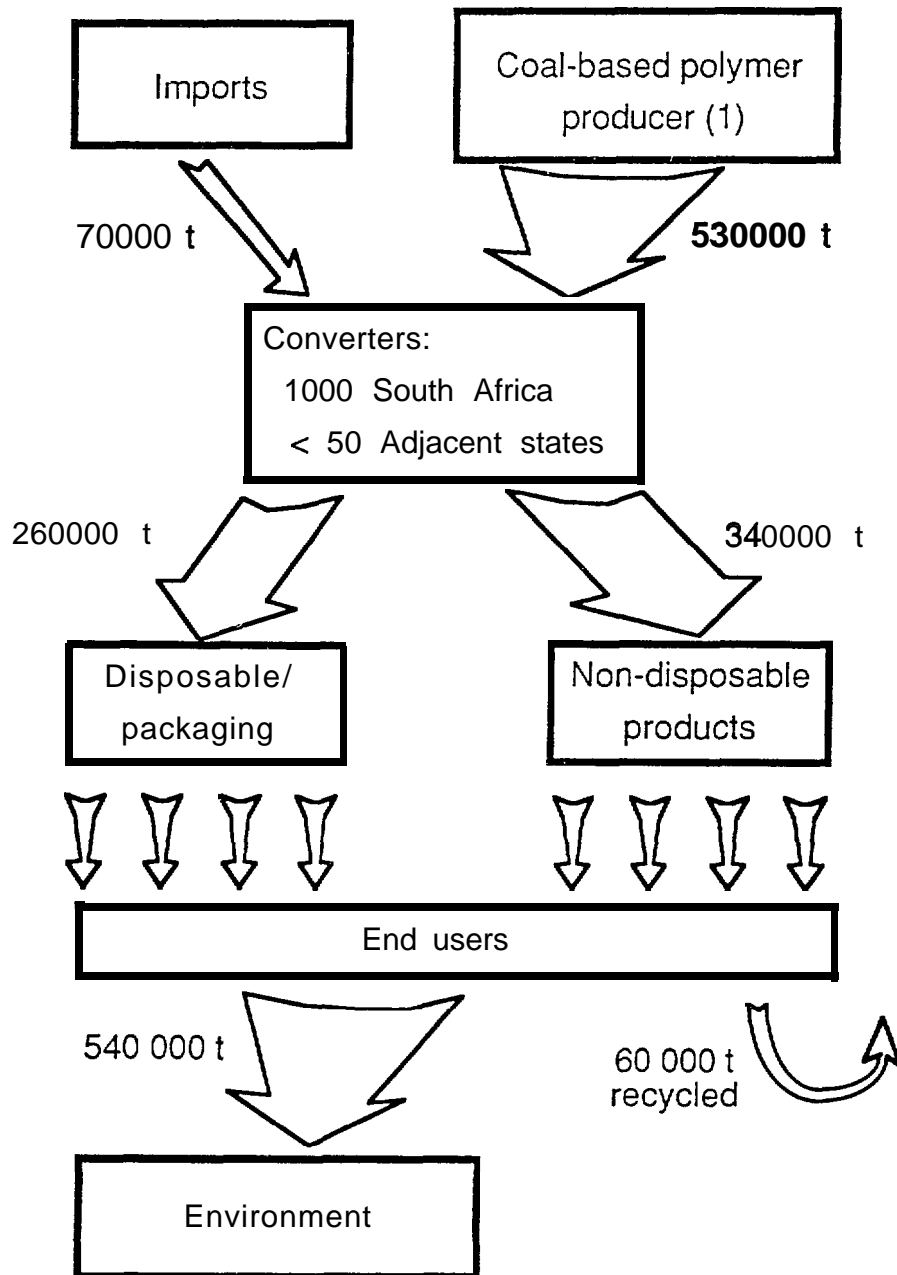 Imports
Coal-based polymer
producer (1)
70000 t
530000 t
Converters:
1000 South Africa
< 50 Adjacent states
260000 t
340000 t
Disposable/
packaging
Non-disposable
products
End users
540 000 t
60 000 t
recycled
Environment